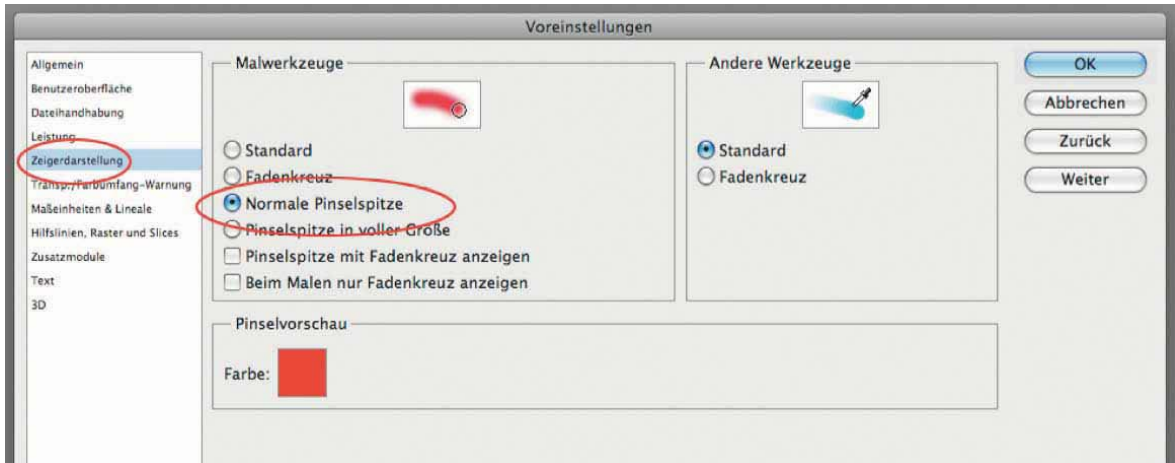 Voreinstellungen
Allgemein
Benutzeroberfläche
Dateihandhabung
Leistung
Zeigerdarstellung
Transp./Farbumfang-Warnung
Maßeinheiten & Lineale
Hilfslinien, Raster und Slices
Zusatzmodule
Text
3D
Malwerkzeuge
Standard
Fadenkreuz
Normale Pinselspitze
Pinselspitze in voller Größe
Pinselspitze mit Fadenkreuz anzeigen
Beim Malen nur Fadenkreuz anzeigen
Andere Werkzeuge
Standard
Fadenkreuz
Pinselvorschau
Farbe:
OK
Abbrechen
Zurück
Weiter